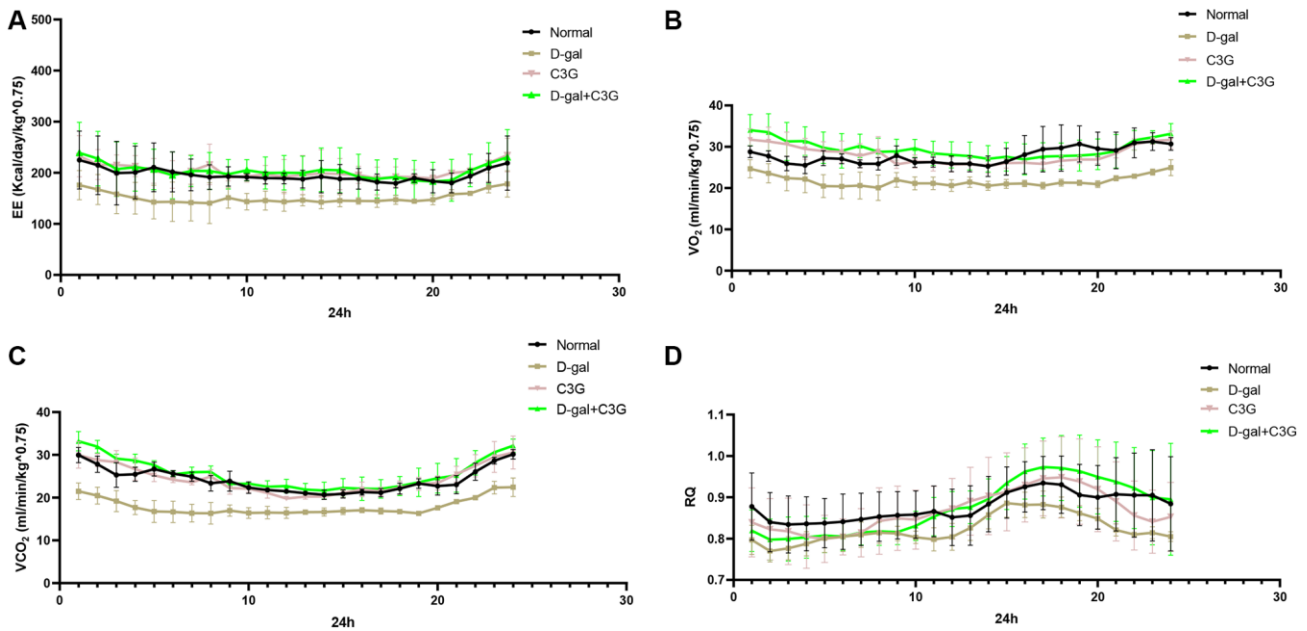 A
EE (Kcal/day/kg^0.75)
500
400
300
200
100
0
0
10
20
30
24h
Normal
D-gal
C3G
D-gal+C3G
B
VO2 (ml/min/kg^0.75)
40
30
20
10
0
0
10
20
30
24h
Normal
D-gal
C3G
D-gal+C3G
C
VCO2 (ml/min/kg^0.75)
40
30
20
10
0
0
10
20
30
24h
Normal
D-gal
C3G
D-gal+C3G
D
RQ
1.1
1.0
0.9
0.8
0.7
0
10
20
30
24h
Normal
D-gal
C3G
D-gal+C3G